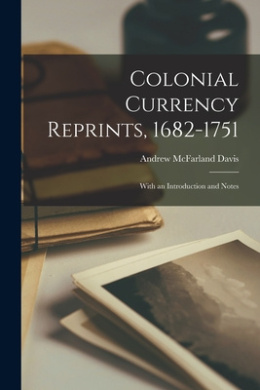 Colonial
Currency
Reprints, 1682-1751
Andrew McFarland Davis
With an Introduction and Notes